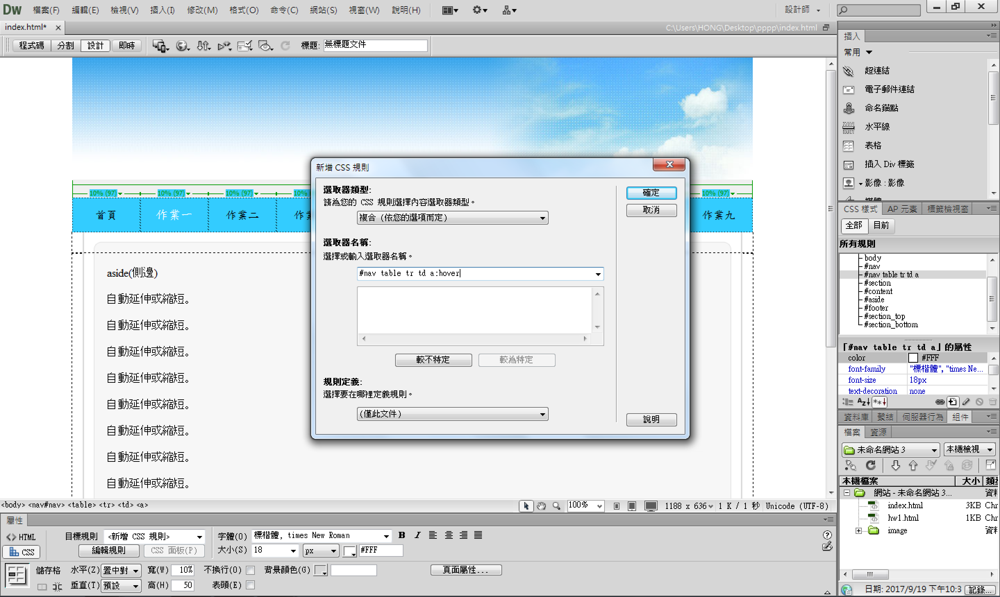 Dw 檔案(F) 編輯(E) 檢視(V) 插入(I) 修改(M) 格式(O) 命令(C) 網站(S) 視窗(W) 說明(H) 設計師
index.html* C:\Users\HONG\Desktop\pppp\index.html
程式碼 分割 設計 即時 標題: 無標題文件
10% (97) 10% (97) 10% (97) 10% 10% (97)
首頁 作業一 作業二 作業 作業九
aside(側邊)
自動延伸或縮短。
自動延伸或縮短。
自動延伸或縮短。
自動延伸或縮短。
自動延伸或縮短。
自動延伸或縮短。
自動延伸或縮短。
自動延伸或縮短。
新增 CSS 規則
選取器類型:
請為您的 CSS 規則選擇內容選取器類型。
複合 (依您的選項而定)
選取器名稱:
選擇或輸入選取器名稱。
#nav table tr td a:hover
較不特定 較為特定
規則定義:
選擇要在哪裡定義規則。
(僅此文件)
確定
取消
說明
插入
常用
超連結
電子郵件連結
命名錨點
水平線
表格
插入 Div 標籤
影像 : 影像
媒體
CSS 樣式 AP 元素 標籤檢視窗
全部 目前
所有規則
body
#nav
#nav table tr td a
#section
#content
#aside
#footer
#section_top
#section_bottom
「#nav table tr td a」的屬性
color #FFF
font-family "標楷體", "times Ne...
font-size 18px
text-decoration none
資料庫 繫結 伺服器行為 組件
檔案 資源
未命名網站 3 本機檢視
本機檔案 大小 類型
網站 - 未命名網站 3... 資料
index.html 3KB Chr
hw1.html 1KB Chr
image 資料
日期: 2017/9/19 下午10:3 記錄...
<body> <nav#nav> <table> <tr> <td> <a> 100% 1188 x 636 1 K / 1 秒 Unicode (UTF-8)
屬性
<> HTML 目標規則 <新增 CSS 規則> 字體(O) 標楷體, times New Roman B I
CSS 編輯規則 CSS 面板(P) 大小(S) 18 px #FFF
儲存格 水平(Z) 置中對 寬(W) 10% 不換行(O) 背景顏色(G) 頁面屬性...
垂直(T) 預設 高(H) 50 表頭(E)